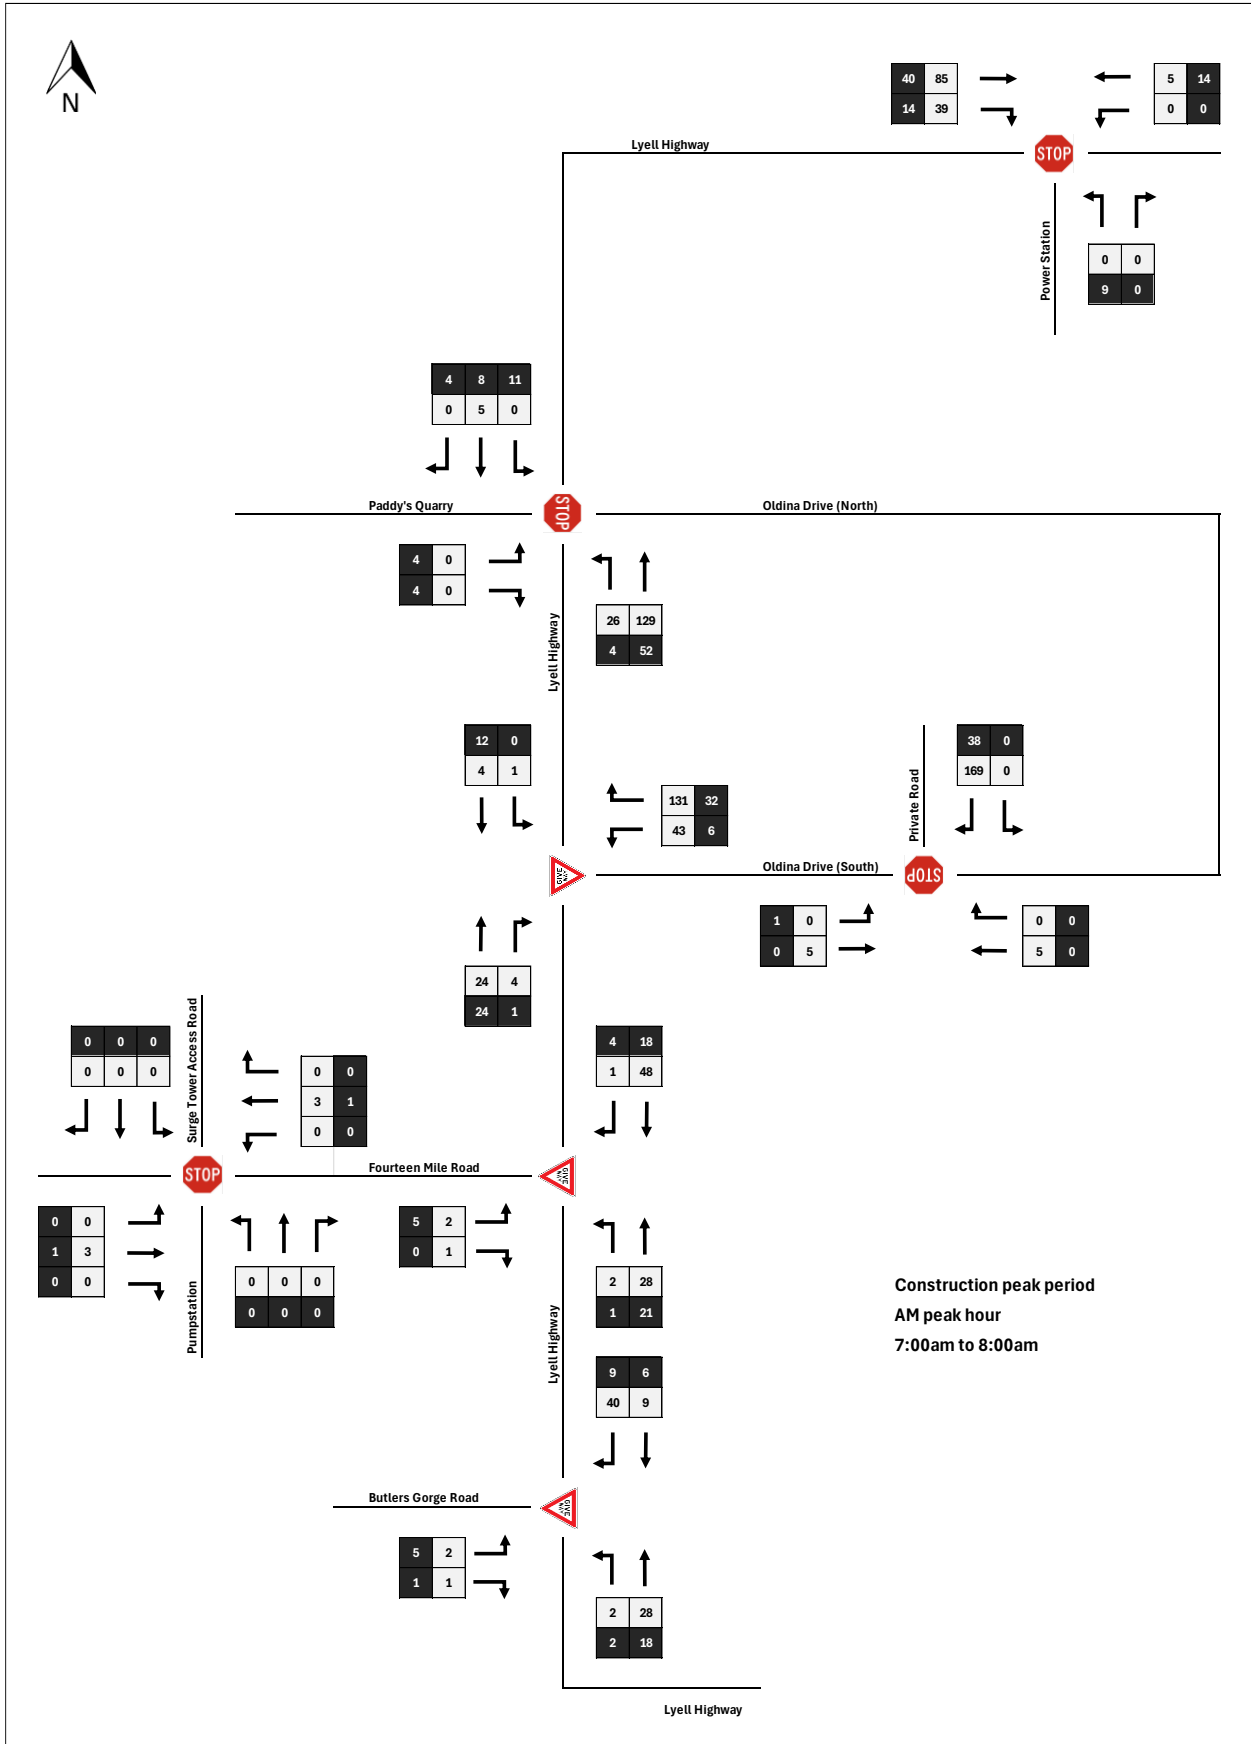 N
40 85
14 39
5 14
0 0
Lyell Highway
STOP
Power Station
0 0
9 0
4 8 11
0 5 0
Paddy's Quarry
STOP
Oldina Drive (North)
4 0
4 0
26 129
4 52
Lyell Highway
12 0
4 1
131 32
43 6
Private Road
38 0
169 0
GIVE WAY
Oldina Drive (South)
STOP
1 0
0 5
0 0
5 0
24 4
24 1
0 0 0
0 0 0
Surge Tower Access Road
0 0
3 1
0 0
4 18
1 48
STOP
Fourteen Mile Road
GIVE WAY
0 0
1 3
0 0
Pumpstation
0 0 0
0 0 0
5 2
0 1
2 28
1 21
Lyell Highway
Construction peak period
AM peak hour
7:00am to 8:00am
9 6
40 9
Butlers Gorge Road
GIVE WAY
5 2
1 1
2 28
2 18
Lyell Highway